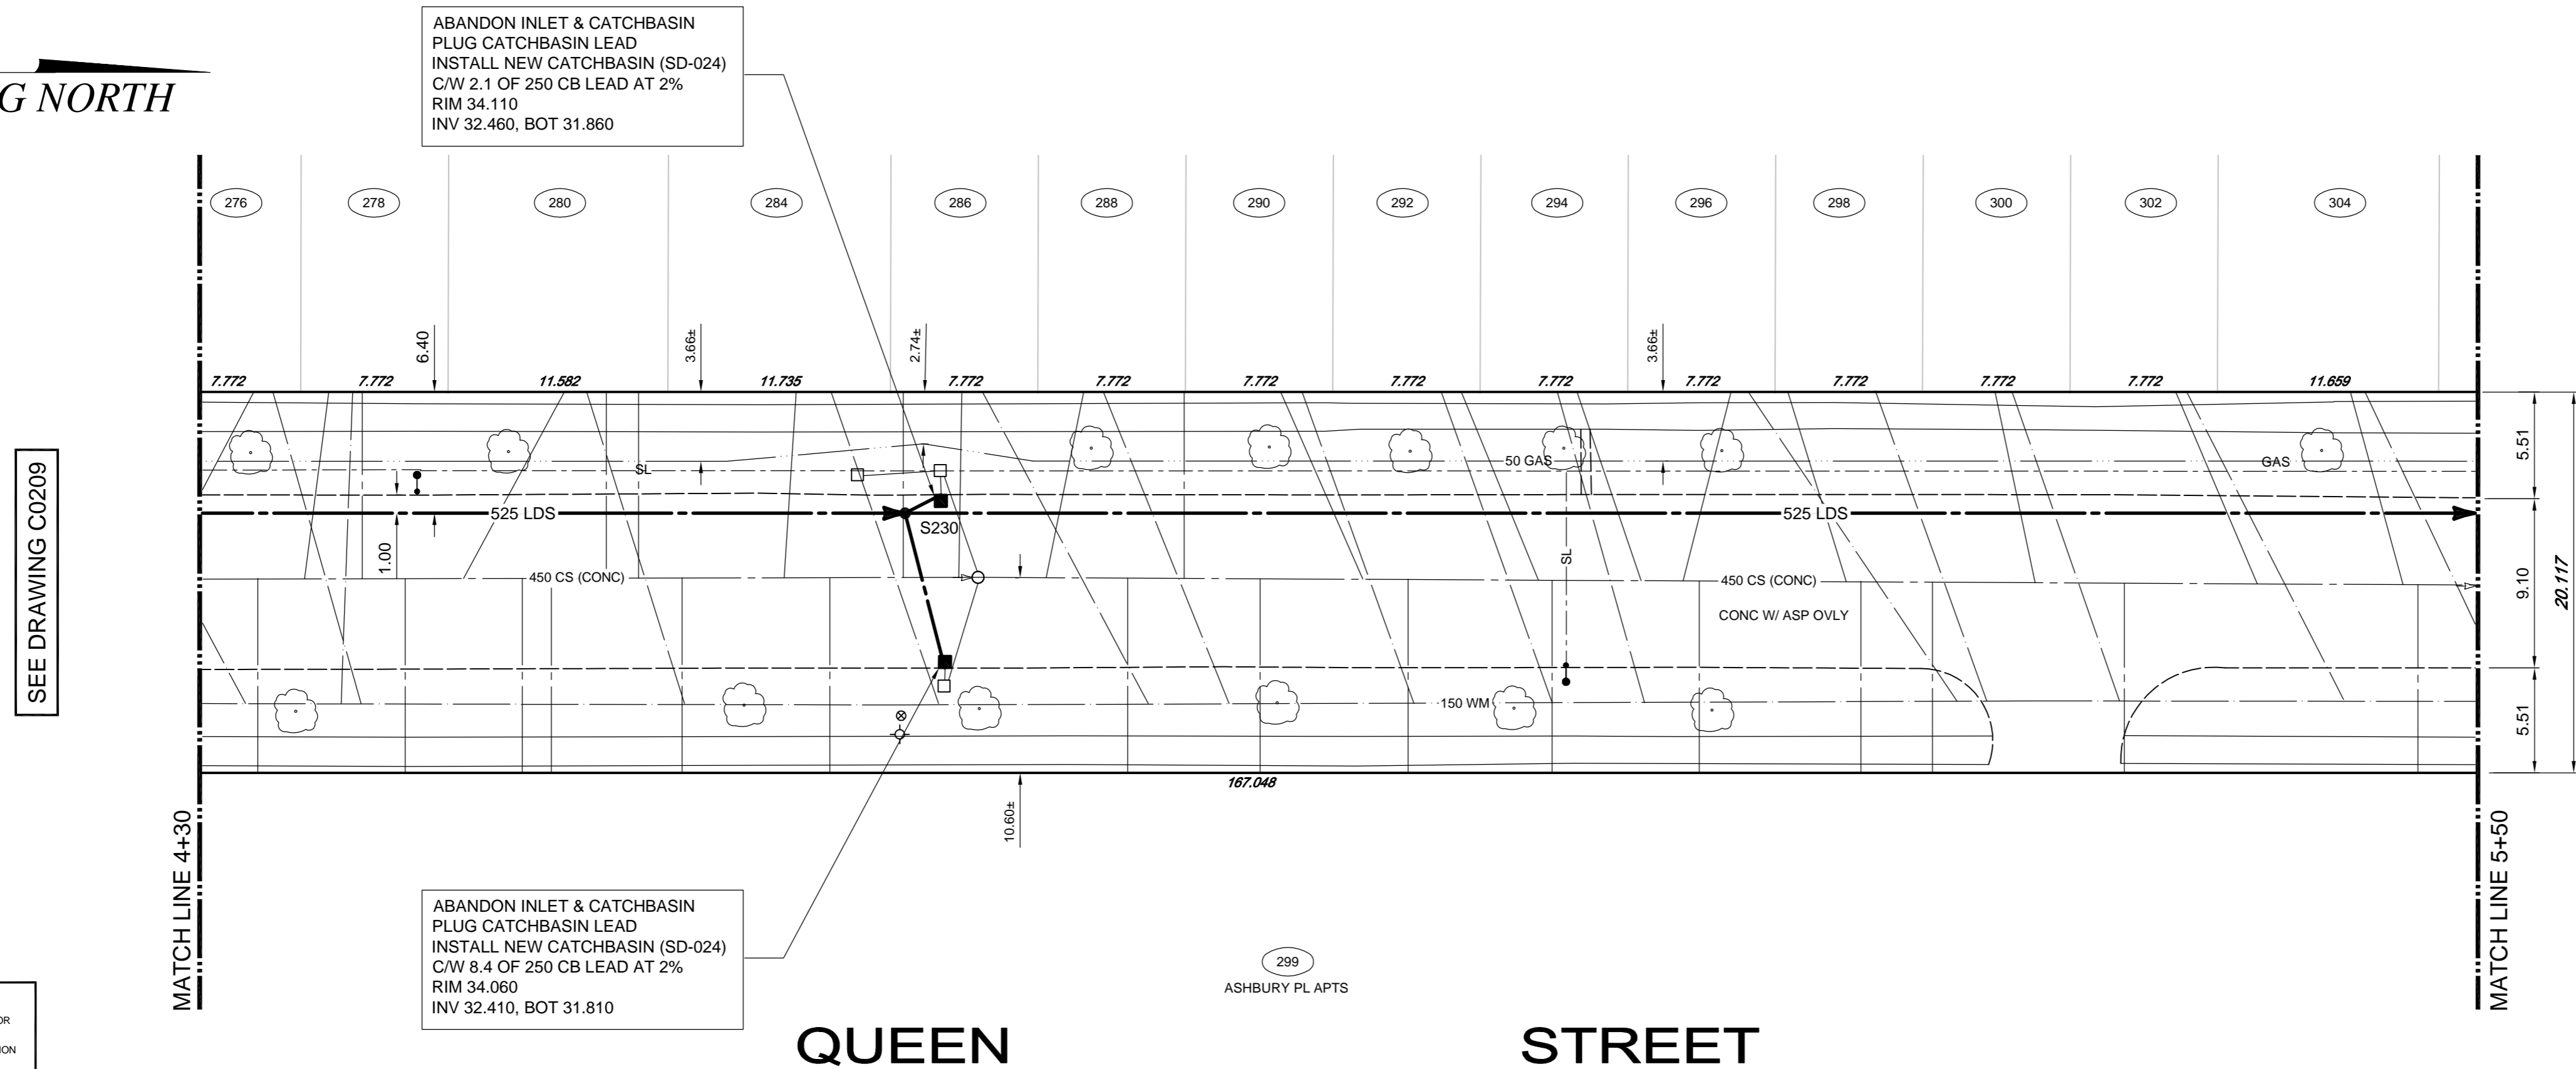 ABANDON INLET & CATCHBASIN
PLUG CATCHBASIN LEAD
INSTALL NEW CATCHBASIN (SD-024)
C/W 2.1 OF 250 CB LEAD AT 2%
RIM 34.110
INV 32.460, BOT 31.860
G NORTH
276 278 280 284 286 288 290 292 294 296 298 300 302 304
6.40 3.66± 2.74± 3.66±
7.772 7.772 11.582 11.735 7.772 7.772 7.772 7.772 7.772 7.772 7.772 7.772 7.772 11.659
SL 50 GAS GAS
525 LDS S230 525 LDS
1.00
450 CS (CONC) SL 450 CS (CONC)
CONC W/ ASP OVLY
150 WM
5.51
9.10
20.117
5.51
167.048
10.60±
SEE DRAWING C0209
MATCH LINE 4+30
MATCH LINE 5+50
ABANDON INLET & CATCHBASIN
PLUG CATCHBASIN LEAD
INSTALL NEW CATCHBASIN (SD-024)
C/W 8.4 OF 250 CB LEAD AT 2%
RIM 34.060
INV 32.410, BOT 31.810
299
ASHBURY PL APTS
OR
ION
QUEEN STREET